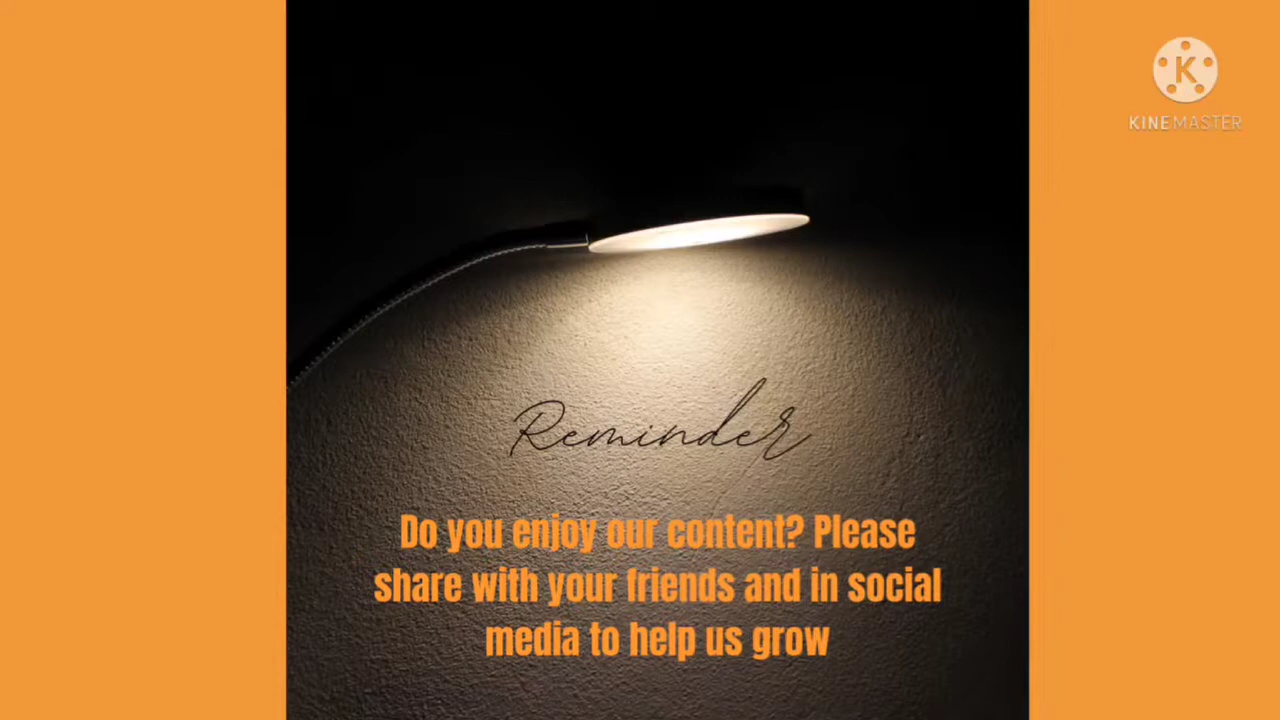 K
KINEMASTER
Reminder
Do you enjoy our content? Please
share with your friends and in social
media to help us grow